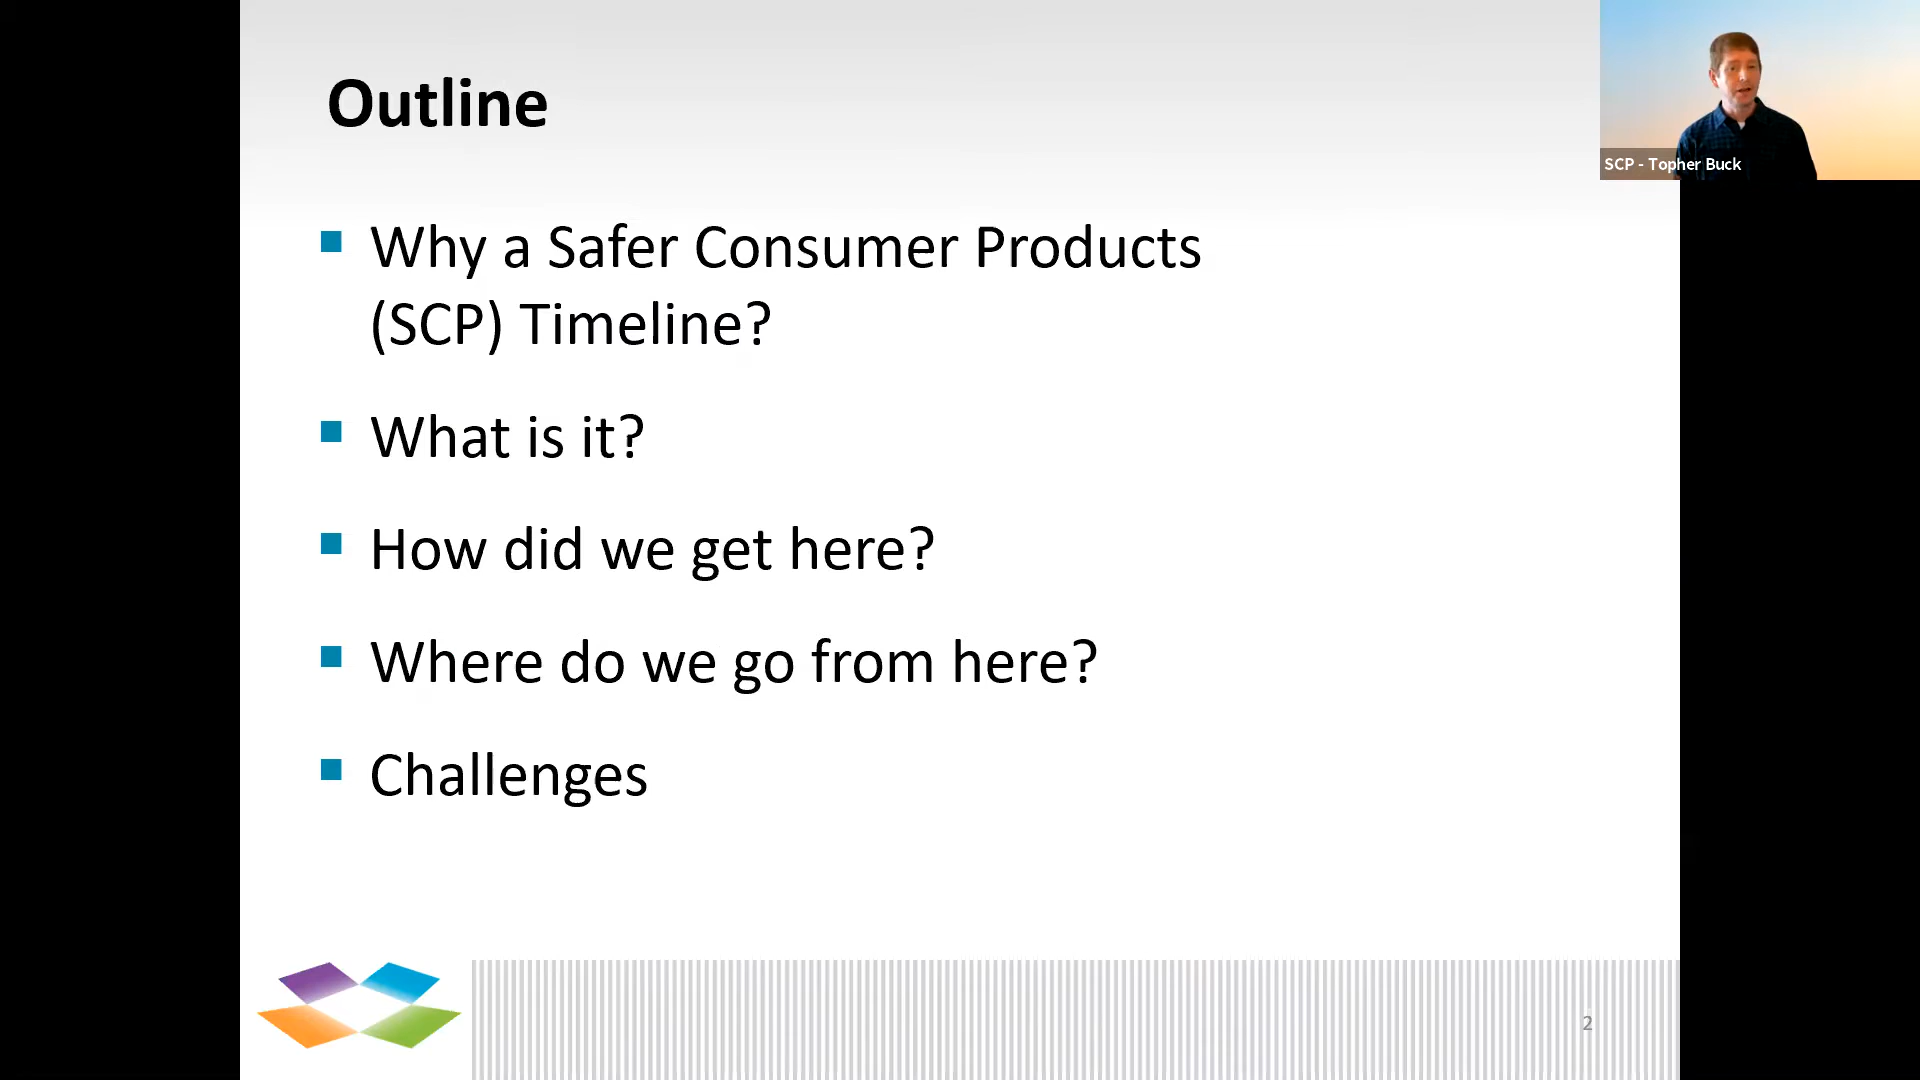 Outline
SCP - Topher Buck
Why a Safer Consumer Products
(SCP) Timeline?
What is it?
How did we get here?
Where do we go from here?
Challenges
2